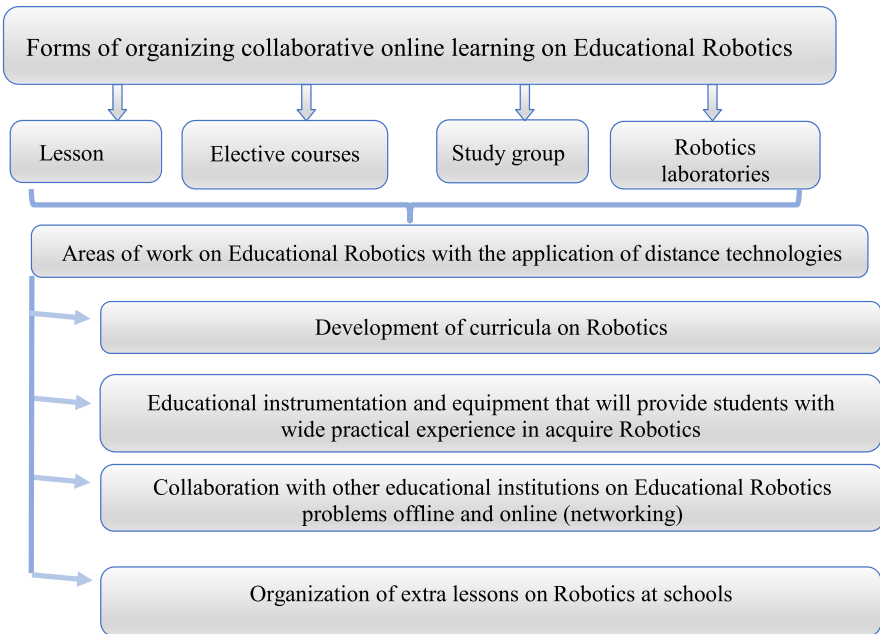 Forms of organizing collaborative online learning on Educational Robotics
Lesson
Elective courses
Study group
Robotics
laboratories
Areas of work on Educational Robotics with the application of distance technologies
Development of curricula on Robotics
Educational instrumentation and equipment that will provide students with
wide practical experience in acquire Robotics
Collaboration with other educational institutions on Educational Robotics
problems offline and online (networking)
Organization of extra lessons on Robotics at schools